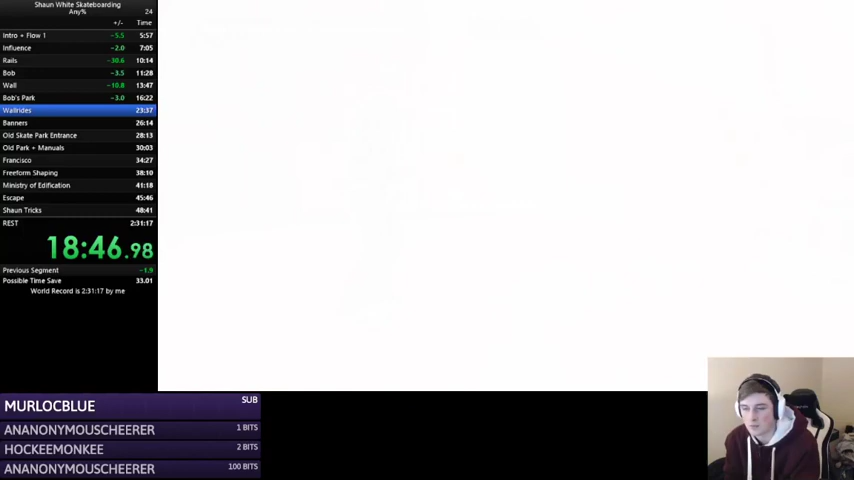 Shaun White Skateboarding
Any% 24
+/- Time
Intro + Flow 1 -5.5 5:57
Influence -2.0 7:05
Rails -30.6 10:14
Bob -3.5 11:28
Wall -10.8 13:47
Bob's Park -3.0 16:22
Wallrides 23:37
Banners 26:14
Old Skate Park Entrance 28:13
Old Park + Manuals 30:03
Francisco 34:27
Freeform Shaping 38:10
Ministry of Edification 41:18
Escape 45:46
Shaun Tricks 48:41
REST 2:31:17
18:46.98
Previous Segment -1.9
Possible Time Save 33.01
World Record is 2:31:17 by me
MURLOCBLUE SUB
ANANONYMOUSCHEERER 1 BITS
HOCKEEMONKEE 2 BITS
ANANONYMOUSCHEERER 100 BITS